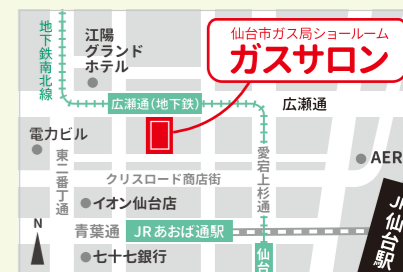 仙台市ガス局ショールーム
ガスサロン
地下鉄南北線
江陽
グランド
ホテル
広瀬通(地下鉄)
広瀬通
電力ビル
東二番丁通
愛宕上杉通
AER
クリスロード商店街
イオン仙台店
青葉通
JRあおば通駅
七十七銀行
仙台
JR仙台駅
N